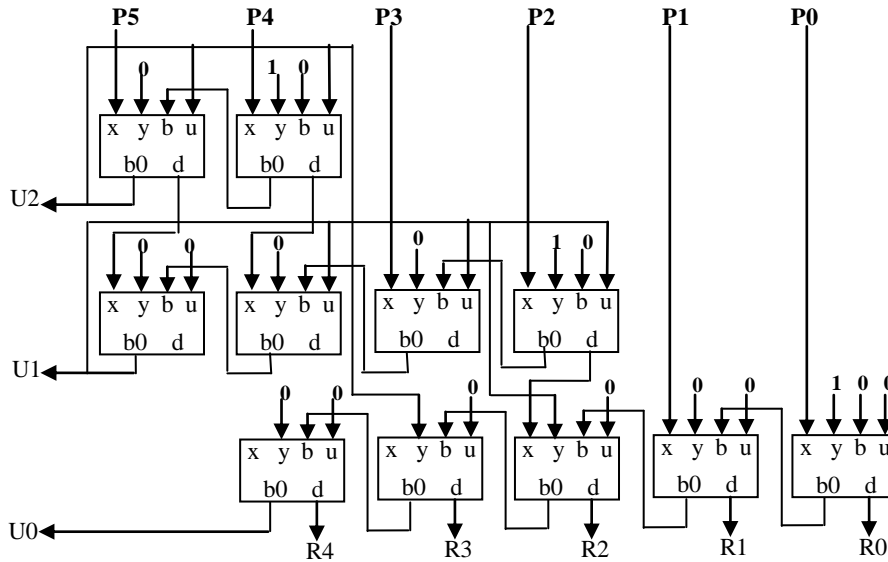 P5 P4 P3 P2 P1 P0
0 1 0
x y b u x y b u
b0 d b0 d
U2
0 0 0 0 1 0
x y b u x y b u x y b u x y b u
b0 d b0 d b0 d b0 d
U1
0 0 0 0 0 0 1 0 0
x y b u x y b u x y b u x y b u x y b u
b0 d b0 d b0 d b0 d b0 d
U0
R4 R3 R2 R1 R0